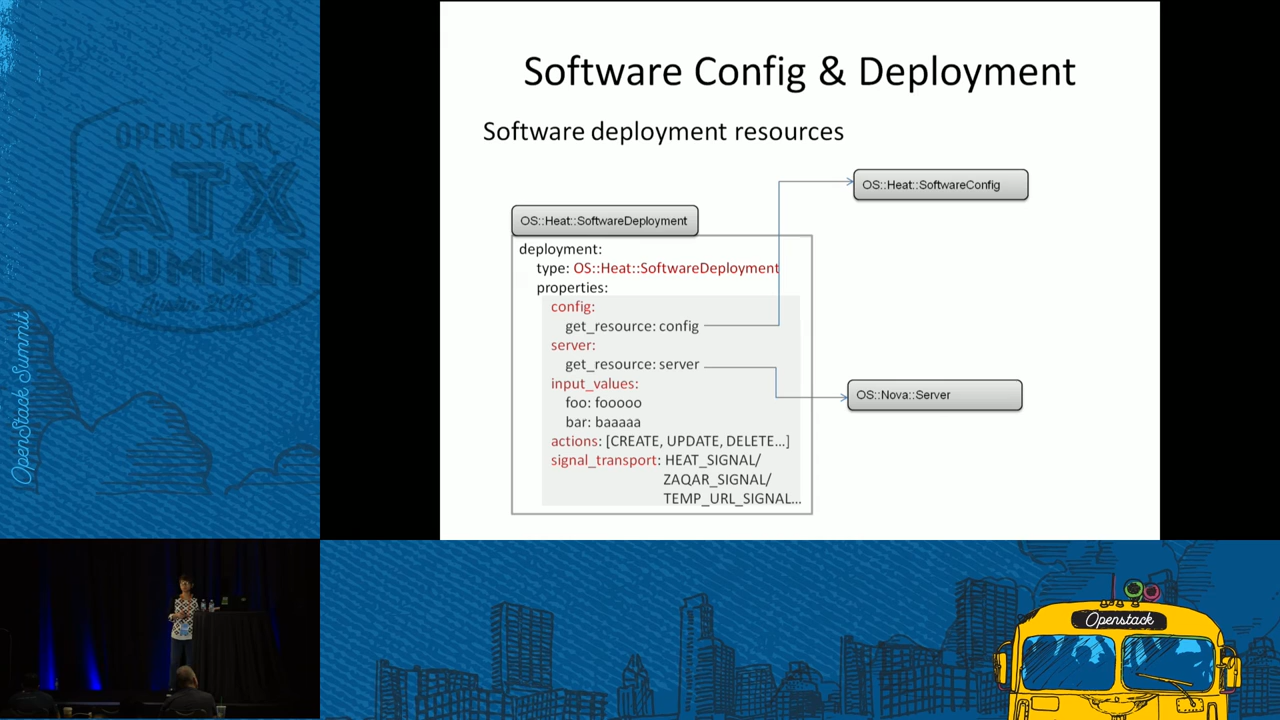 Software Config & Deployment
Software deployment resources
OS::Heat::SoftwareConfig
OS::Heat::SoftwareDeployment
deployment:
type: OS::Heat::SoftwareDeployment
properties:
config:
get_resource: config
server:
get_resource: server
input_values:
foo: fooooo
bar: baaaaa
actions: [CREATE, UPDATE, DELETE...]
signal_transport: HEAT_SIGNAL/
ZAQAR_SIGNAL/
TEMP_URL_SIGNAL...
OS::Nova::Server
OPENSTACK
ATX
SUMMIT
Austin 2016
OpenStack Summit
Openstack